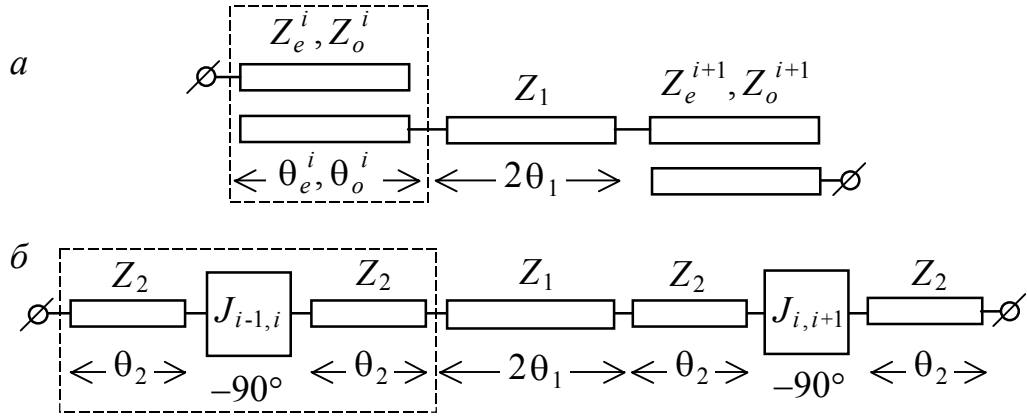 а
Z_e^i, Z_o^i
Z_1
Z_e^{i+1}, Z_o^{i+1}
θ_e^i, θ_o^i
2θ_1
б
Z_2
Z_2
Z_1
Z_2
Z_2
J_{i-1,i}
J_{i,i+1}
θ_2
−90°
θ_2
2θ_1
θ_2
−90°
θ_2